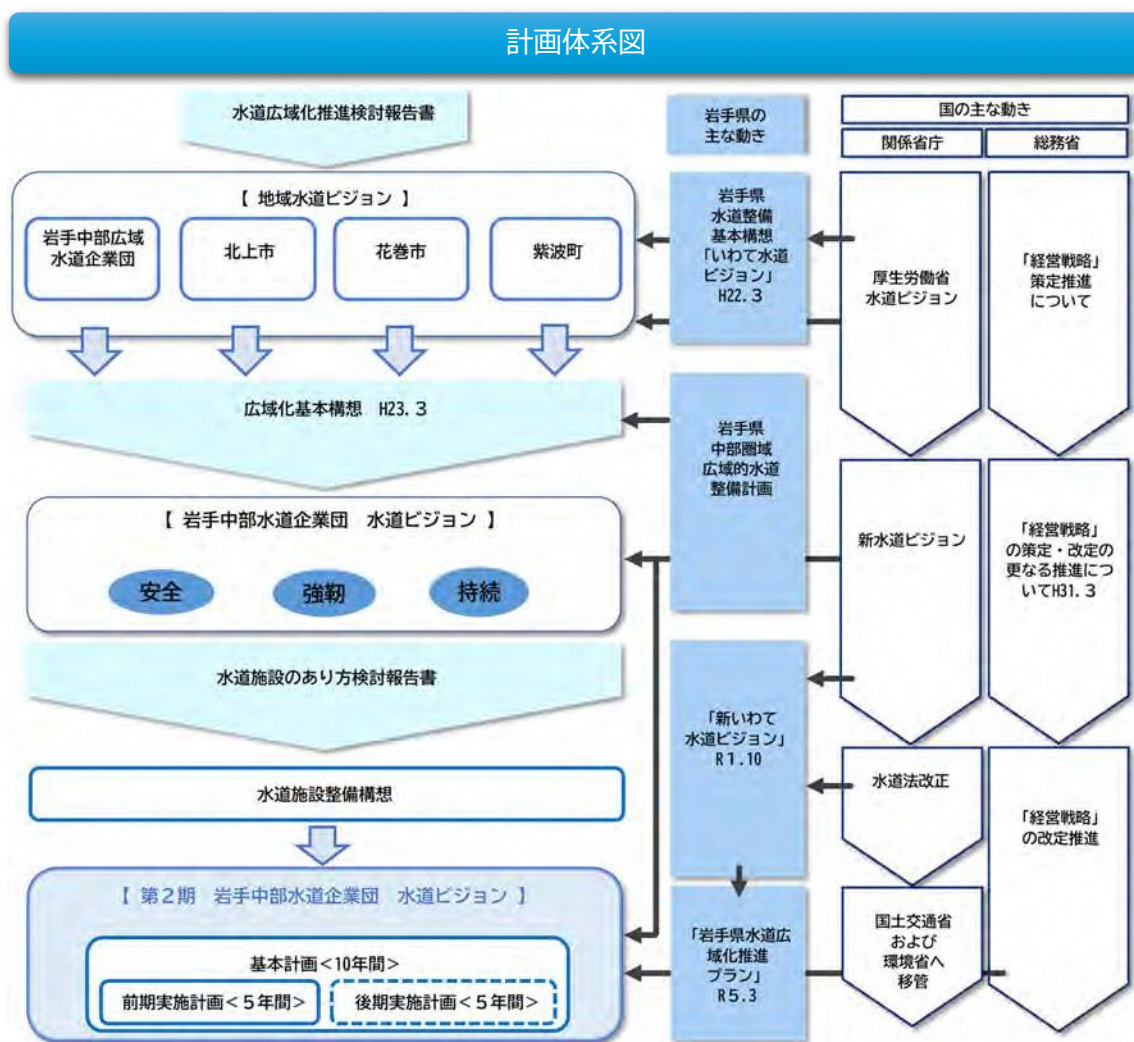 計画体系図
水道広域化推進検討報告書
【 地域水道ビジョン 】
岩手中部広域
水道企業団
北上市
花巻市
紫波町
広域化基本構想　H23.3
【 岩手中部水道企業団　水道ビジョン 】
安全
強靭
持続
水道施設のあり方検討報告書
水道施設整備構想
【 第2期　岩手中部水道企業団　水道ビジョン 】
基本計画<10年間>
前期実施計画<５年間>
後期実施計画<５年間>
岩手県の
主な動き
岩手県
水道整備
基本構想
「いわて水道
ビジョン」
H22.3
岩手県
中部圏域
広域的水道
整備計画
「新いわて
水道ビジョン」
R1.10
「岩手県水道広
域化推進
プラン」
R5.3
国の主な動き
関係省庁
総務省
厚生労働省
水道ビジョン
新水道ビジョン
水道法改正
国土交通省
および
環境省へ
移管
「経営戦略」
策定推進
について
「経営戦略」
の策定・改定の
更なる推進につ
いてH31.3
「経営戦略」
の改定推進